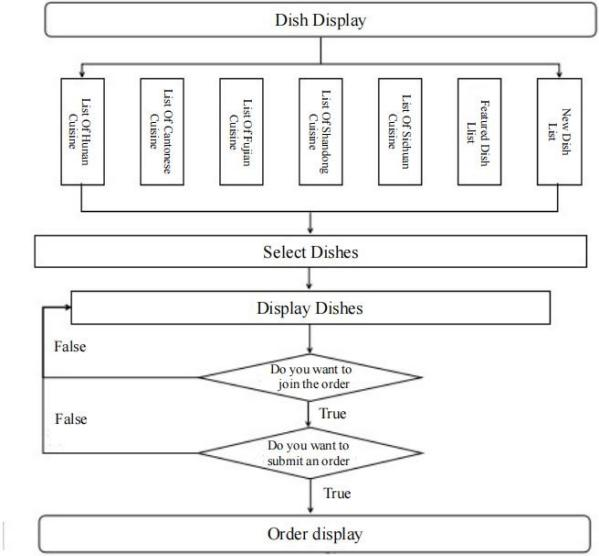 Dish Display
List Of Hunan
Cuisine
List Of Cantonese
Cuisine
List Of Fujian
Cuisine
List Of Shandong
Cuisine
List Of Sichuan
Cuisine
Featured Dish
Llist
New Dish
List
Select Dishes
Display Dishes
False
Do you want to
join the order
True
False
Do you want to
submit an order
True
Order display